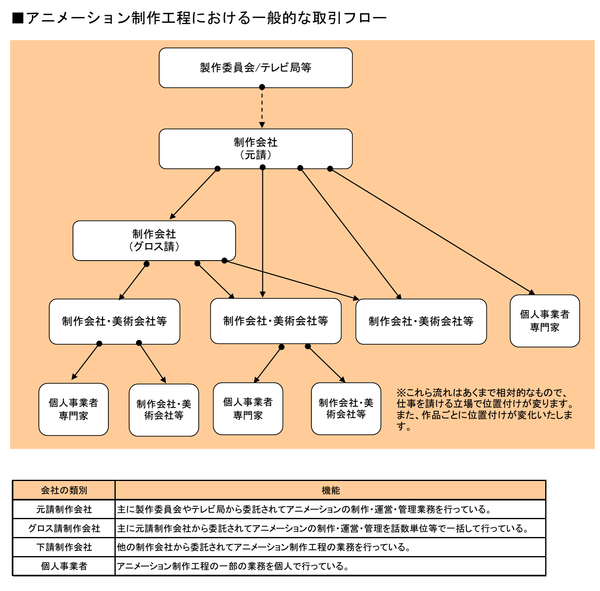 ■アニメーション制作工程における一般的な取引フロー
製作委員会/テレビ局等
制作会社
（元請）
制作会社
（グロス請）
制作会社・美術会社等
制作会社・美術会社等
制作会社・美術会社等
個人事業者
専門家
個人事業者
専門家
制作会社・美
術会社等
個人事業者
専門家
制作会社・美
術会社等
※これら流れはあくまで相対的なもので、
仕事を請ける立場で位置付けが変ります。
また、作品ごとに位置付けが変化いたしま
す。
会社の類別 機能
元請制作会社 主に製作委員会やテレビ局から委託されてアニメーションの制作・運営・管理業務を行っている。
グロス請制作会社 主に元請制作会社から委託されてアニメーションの制作・運営・管理を話数単位等で一括して行っている。
下請制作会社 他の制作会社から委託されてアニメーション制作工程の業務を行っている。
個人事業者 アニメーション制作工程の一部の業務を個人で行っている。